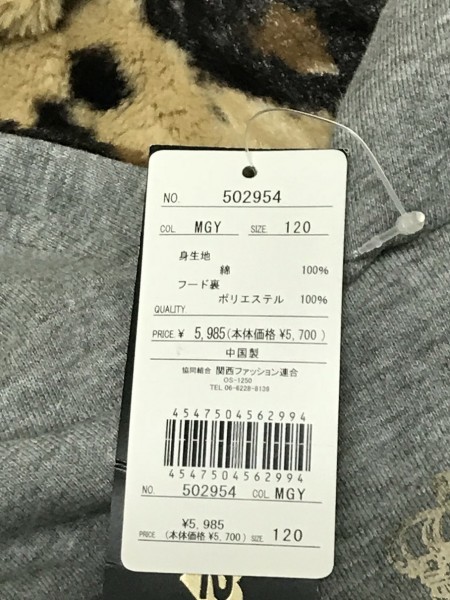 NO. 502954
COL. MGY SIZE. 120
身生地
綿 100%
フード裏
ポリエステル 100%
QUALITY
PRICE ¥ 5,985(本体価格¥5,700)
中国製
協同組合 関西ファッション連合
OS-1250
TEL 06-6228-8138
4547504562994
4547504562994
NO. 502954 COL. MGY
¥5,985
PRICE (本体価格¥5,700) SIZE 120